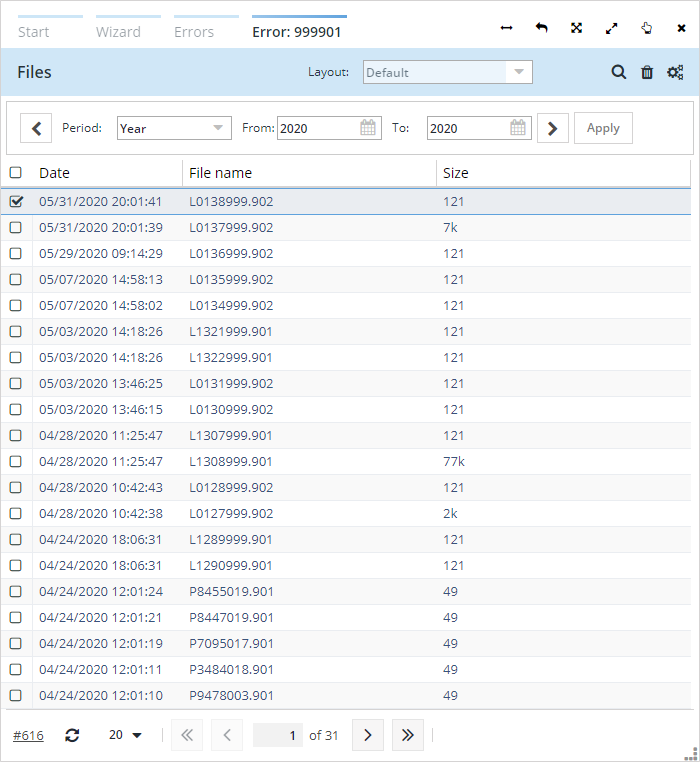 Start Wizard Errors Error: 999901
Files Layout: Default
Period: Year From: 2020 To: 2020 Apply
Date File name Size
05/31/2020 20:01:41 L0138999.902 121
05/31/2020 20:01:39 L0137999.902 7k
05/29/2020 09:14:29 L0136999.902 121
05/07/2020 14:58:13 L0135999.902 121
05/07/2020 14:58:02 L0134999.902 121
05/03/2020 14:18:26 L1321999.901 121
05/03/2020 14:18:26 L1322999.901 121
05/03/2020 13:46:25 L0131999.902 121
05/03/2020 13:46:15 L0130999.902 121
04/28/2020 11:25:47 L1307999.901 121
04/28/2020 11:25:47 L1308999.901 77k
04/28/2020 10:42:43 L0128999.902 121
04/28/2020 10:42:38 L0127999.902 2k
04/24/2020 18:06:31 L1289999.901 121
04/24/2020 18:06:31 L1290999.901 121
04/24/2020 12:01:24 P8455019.901 49
04/24/2020 12:01:21 P8447019.901 49
04/24/2020 12:01:19 P7095017.901 49
04/24/2020 12:01:11 P3484018.901 49
04/24/2020 12:01:10 P9478003.901 49
#616 20 1 of 31